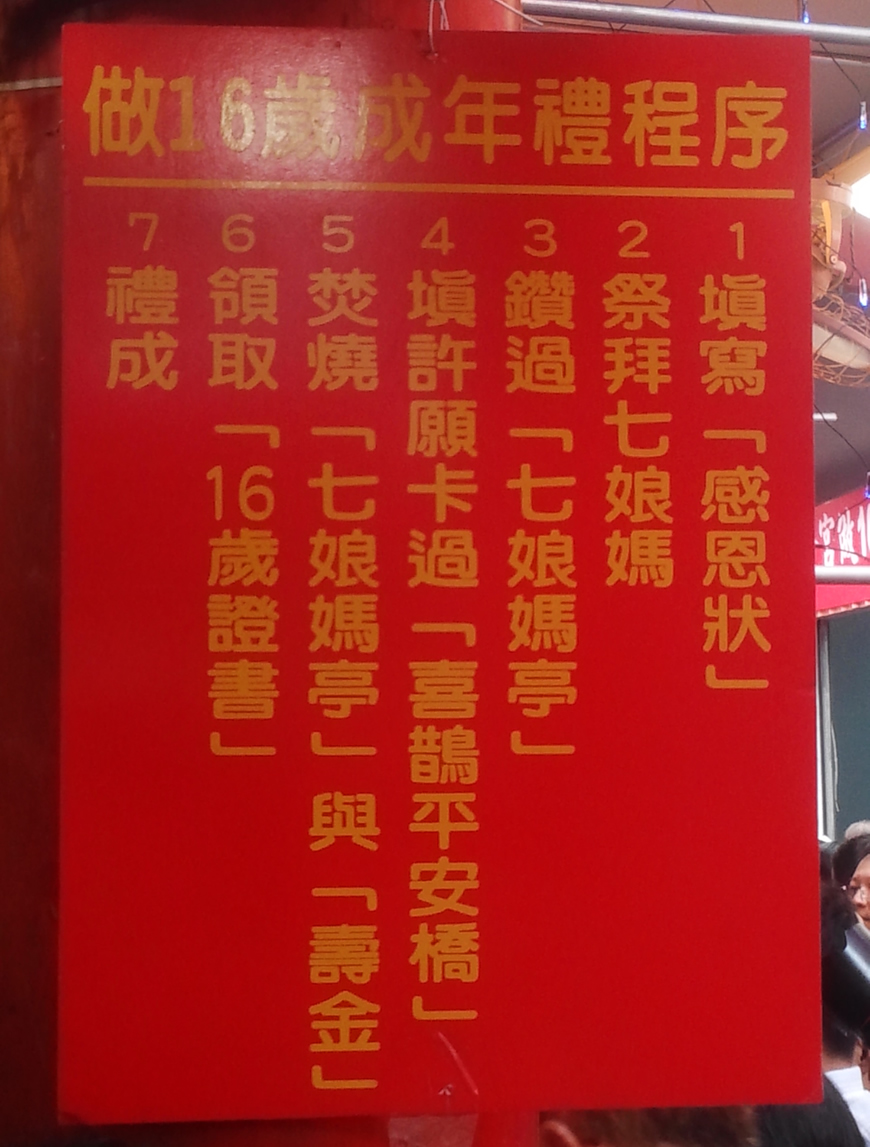 做16歲成年禮程序
1填寫「感恩狀」
2祭拜七娘媽
3鑽過「七娘媽亭」
4填許願卡過「喜鵲平安橋」
5焚燒「七娘媽亭」與「壽金」
6領取「16歲證書」
7禮成